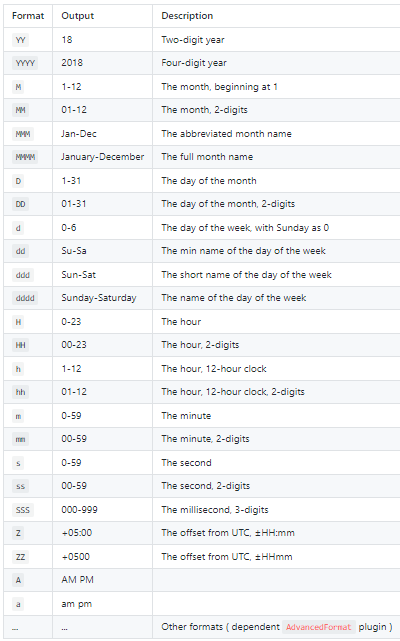 Format Output Description
YY 18 Two-digit year
YYYY 2018 Four-digit year
M 1-12 The month, beginning at 1
MM 01-12 The month, 2-digits
MMM Jan-Dec The abbreviated month name
MMMM January-December The full month name
D 1-31 The day of the month
DD 01-31 The day of the month, 2-digits
d 0-6 The day of the week, with Sunday as 0
dd Su-Sa The min name of the day of the week
ddd Sun-Sat The short name of the day of the week
dddd Sunday-Saturday The name of the day of the week
H 0-23 The hour
HH 00-23 The hour, 2-digits
h 1-12 The hour, 12-hour clock
hh 01-12 The hour, 12-hour clock, 2-digits
m 0-59 The minute
mm 00-59 The minute, 2-digits
s 0-59 The second
ss 00-59 The second, 2-digits
SSS 000-999 The millisecond, 3-digits
Z +05:00 The offset from UTC, ±HH:mm
ZZ +0500 The offset from UTC, ±HHmm
A AM PM
a am pm
... ... Other formats ( dependent AdvancedFormat plugin )